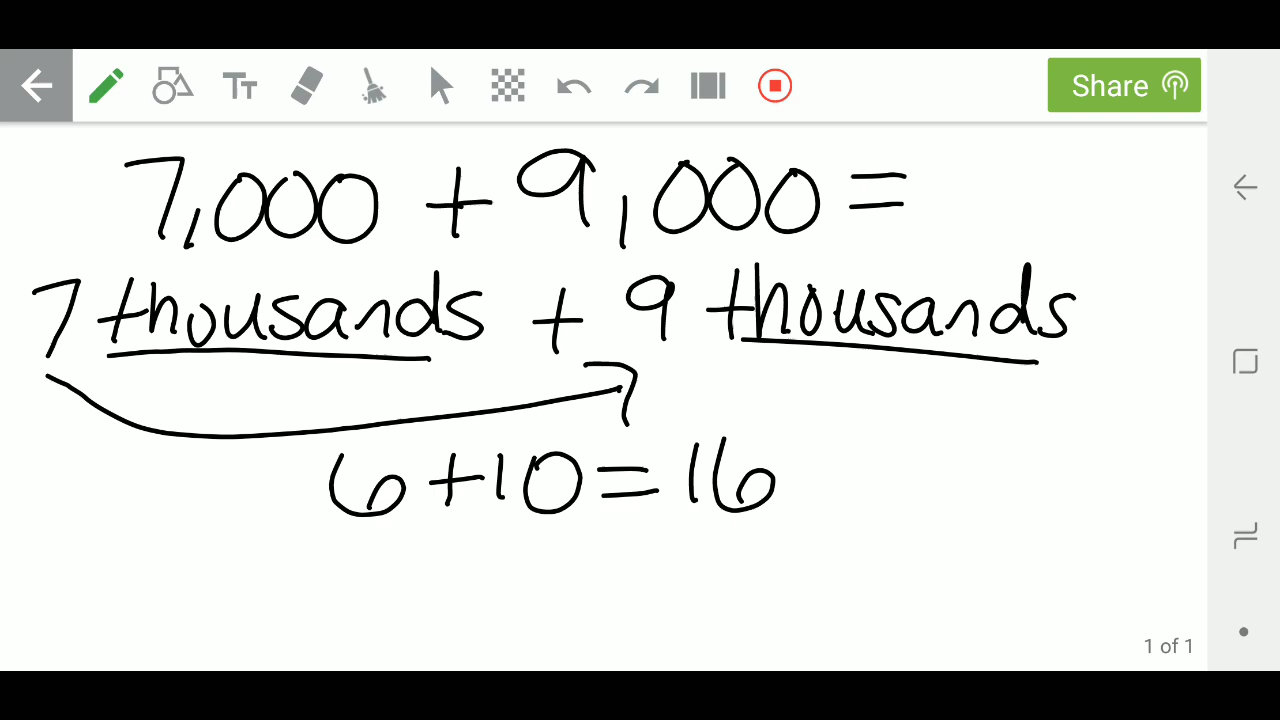 Share
7,000 + 9,000 =
7 thousands + 9 thousands
6 + 10 = 16
1 of 1